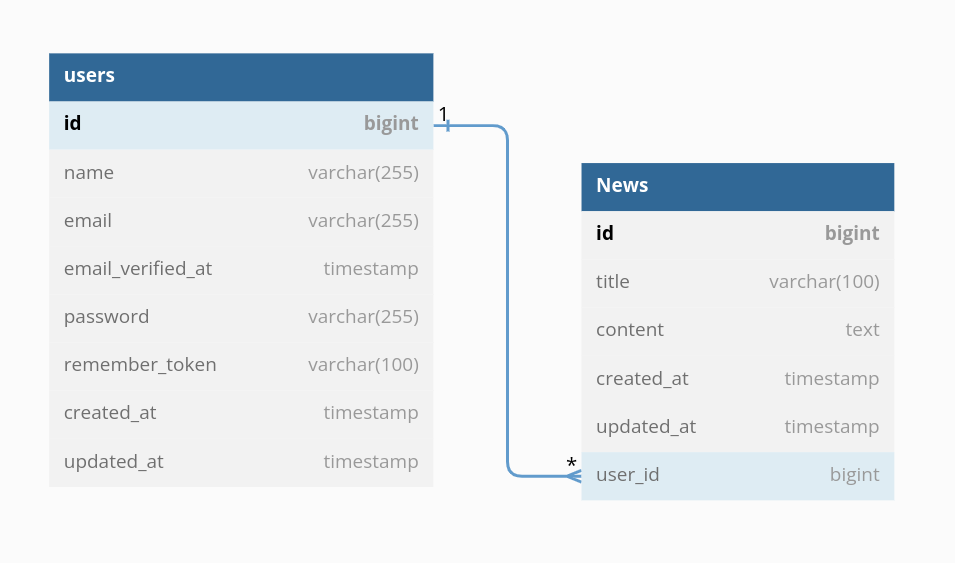 users
id bigint
name varchar(255)
email varchar(255)
email_verified_at timestamp
password varchar(255)
remember_token varchar(100)
created_at timestamp
updated_at timestamp
1
*
News
id bigint
title varchar(100)
content text
created_at timestamp
updated_at timestamp
user_id bigint